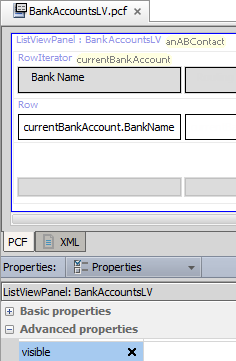 BankAccountsLV.pcf
ListViewPanel : BankAccountsLV anABContact
RowIterator currentBankAccount
Bank Name
Row
currentBankAccount.BankName
PCF XML
Properties: Properties
ListViewPanel: BankAccountsLV
Basic properties
Advanced properties
visible